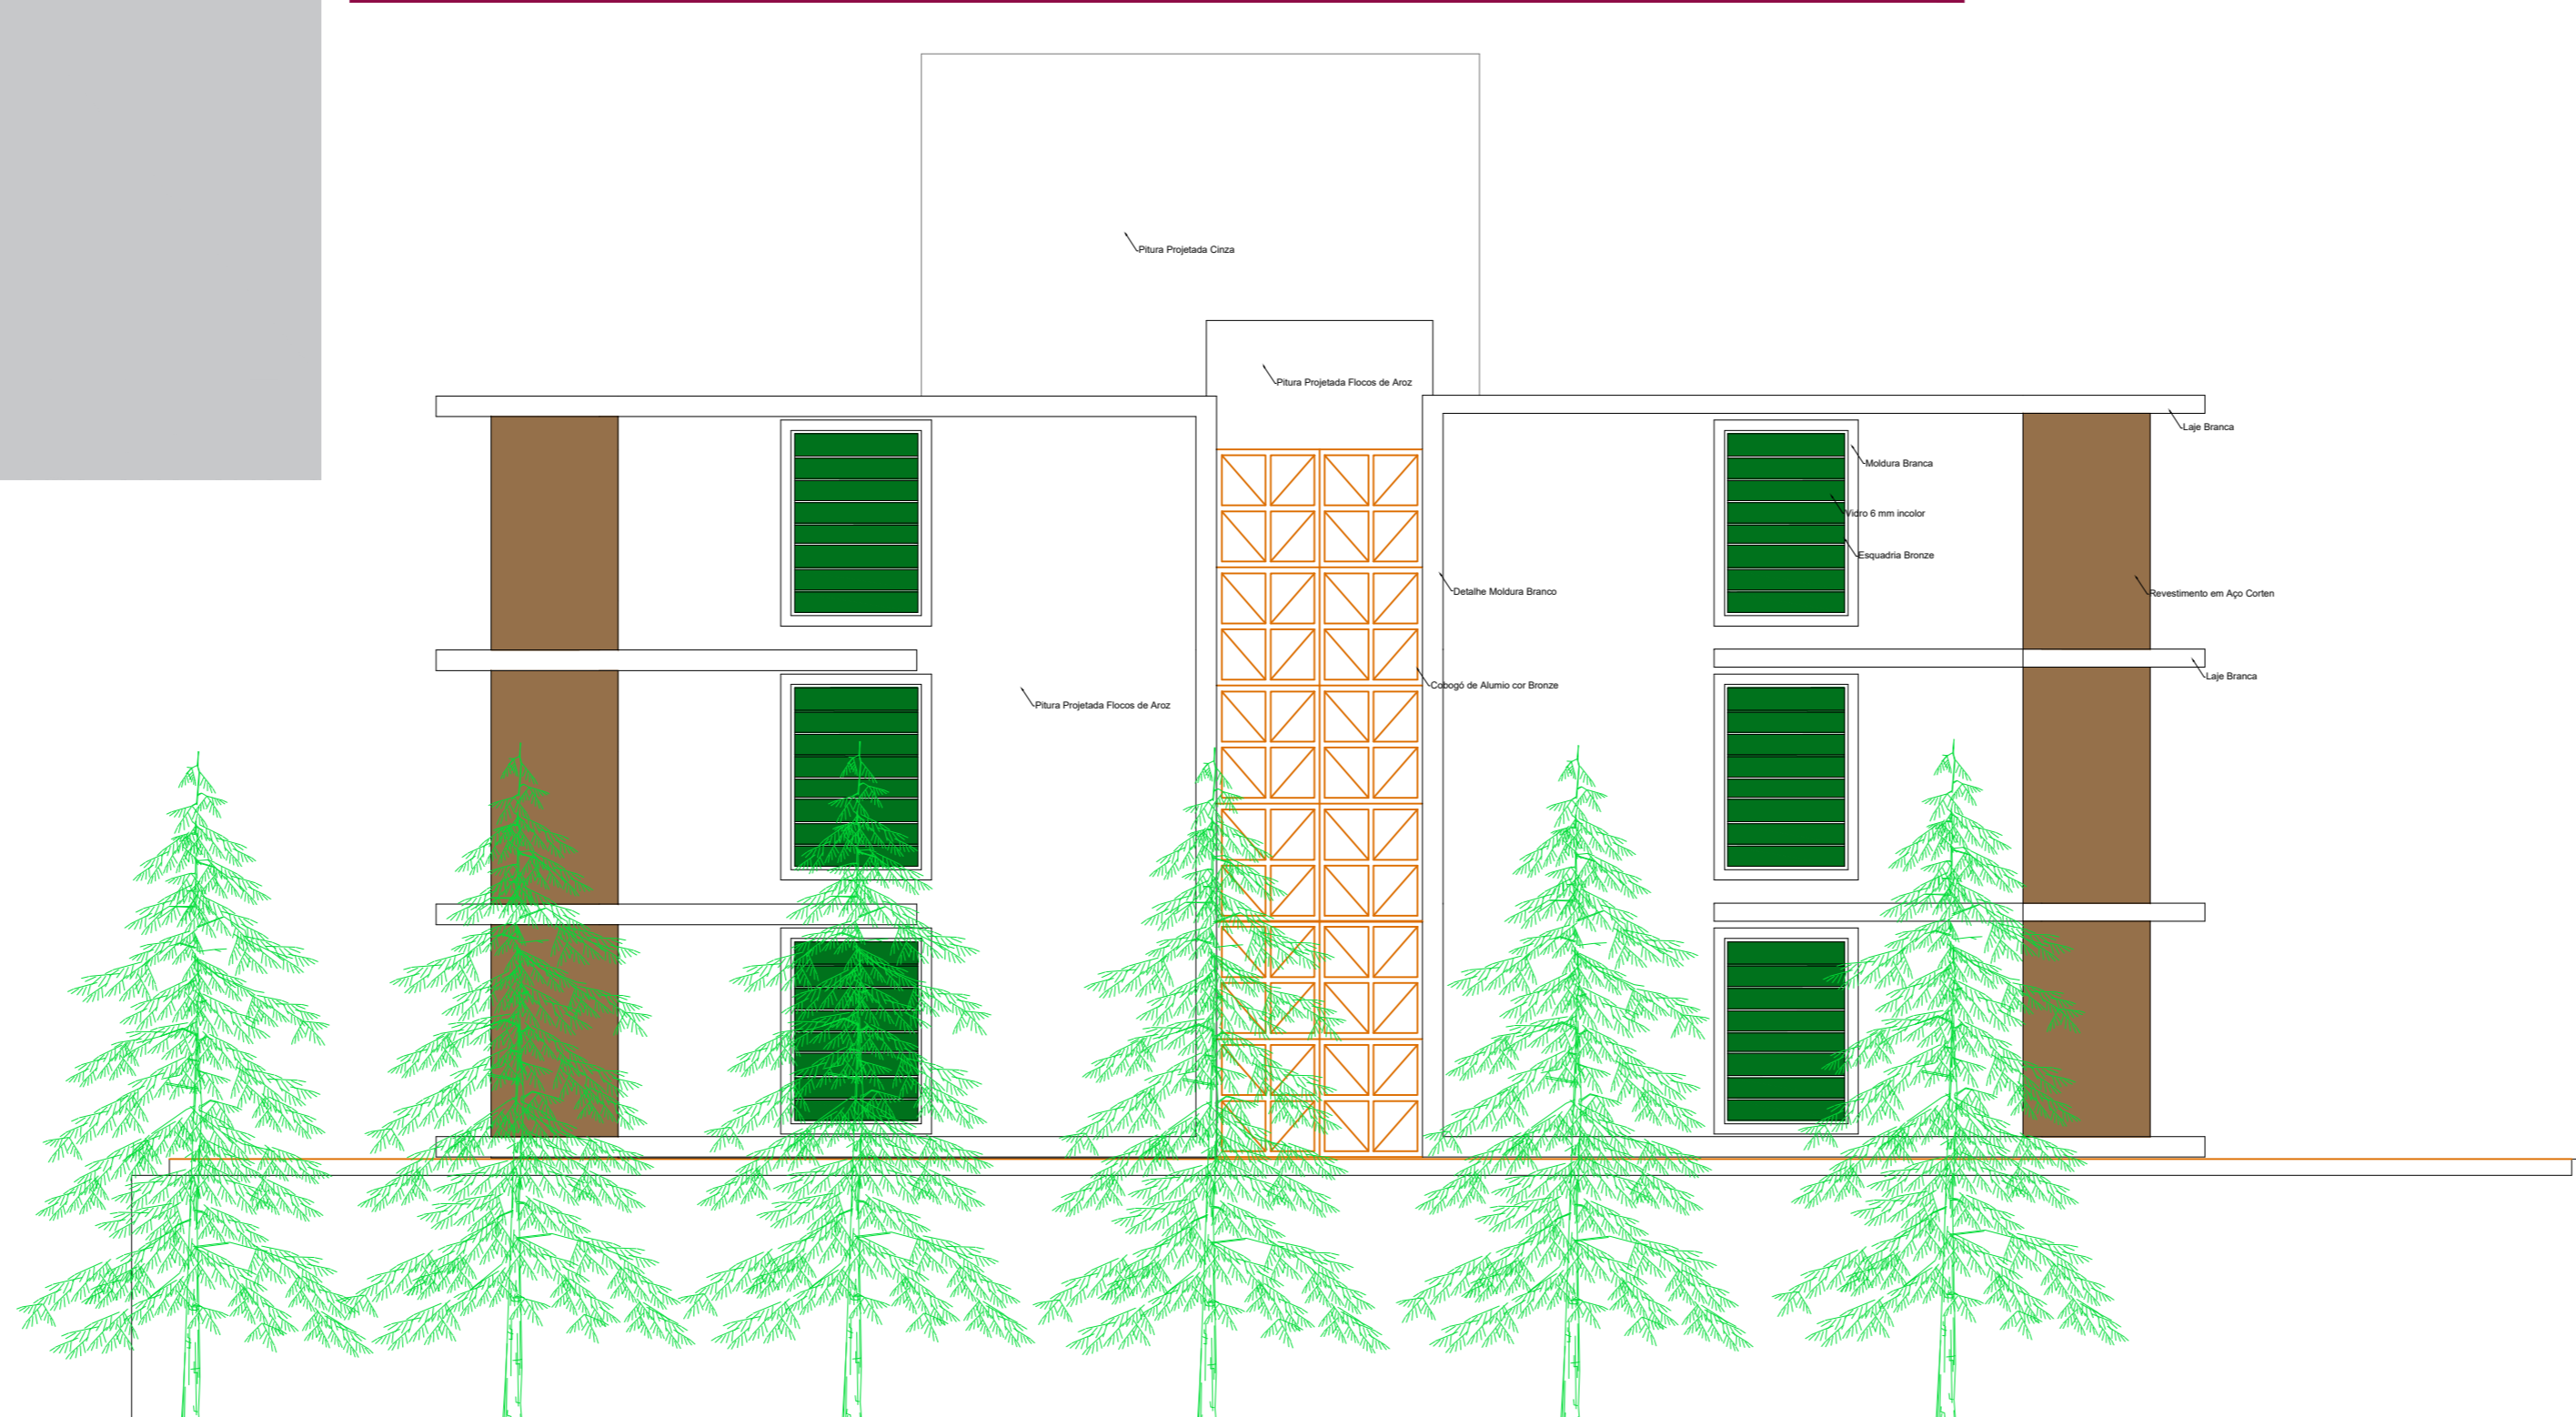 Pitura Projetada Cinza
Pitura Projetada Flocos de Aroz
Laje Branca
Moldura Branca
Vidro 6 mm incolor
Esquadria Bronze
Detalhe Moldura Branco
Revestimento em Aço Corten
Laje Branca
Cobogó de Alumio cor Bronze
Pitura Projetada Flocos de Aroz